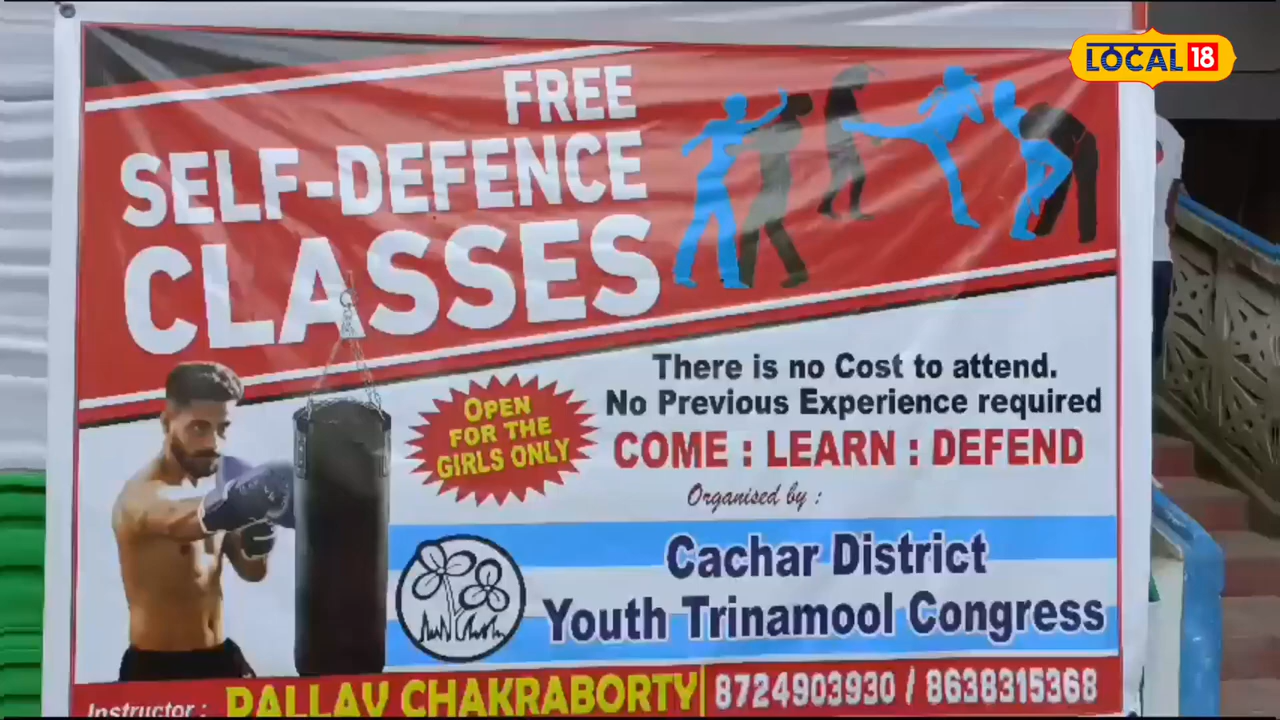 LOCAL 18
FREE
SELF-DEFENCE
CLASSES
There is no Cost to attend.
No Previous Experience required
OPEN
FOR THE
GIRLS ONLY
COME : LEARN : DEFEND
Organised by :
Cachar District
Youth Trinamool Congress
Instructor : PALLAV CHAKRABORTY 8724903930 / 8638315368